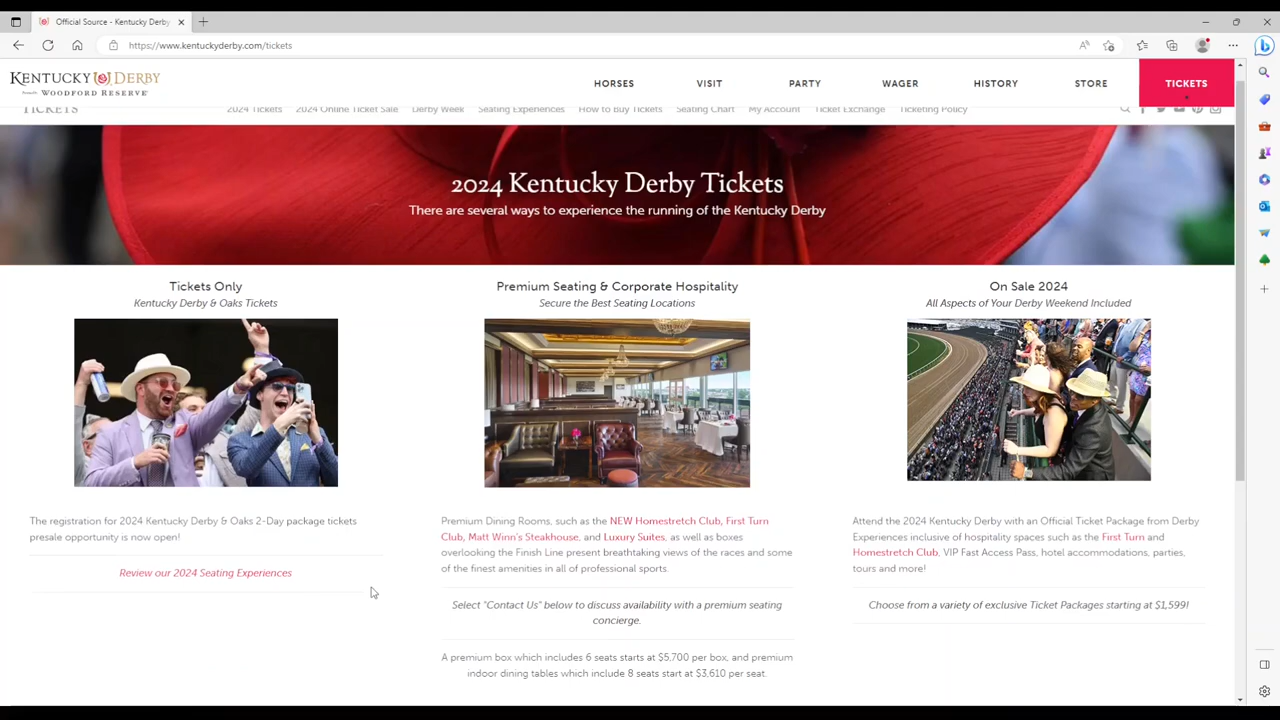 Official Source - Kentucky Derby
https://www.kentuckyderby.com/tickets
KENTUCKY DERBY
WOODFORD RESERVE
HORSES VISIT PARTY WAGER HISTORY STORE TICKETS
TICKETS 2024 Tickets 2024 Online Ticket Sale Derby Week Seating Experiences How to Buy Tickets Seating Chart My Account Ticket Exchange Ticketing Policy
2024 Kentucky Derby Tickets
There are several ways to experience the running of the Kentucky Derby
Tickets Only
Kentucky Derby & Oaks Tickets
The registration for 2024 Kentucky Derby & Oaks 2-Day package tickets
presale opportunity is now open!
Review our 2024 Seating Experiences
Premium Seating & Corporate Hospitality
Secure the Best Seating Locations
Premium Dining Rooms, such as the NEW Homestretch Club, First Turn
Club, Matt Winn's Steakhouse, and Luxury Suites, as well as boxes
overlooking the Finish Line present breathtaking views of the races and some
of the finest amenities in all of professional sports.
Select "Contact Us" below to discuss availability with a premium seating
concierge.
A premium box which includes 6 seats starts at $5,700 per box, and premium
indoor dining tables which include 8 seats start at $3,610 per seat.
On Sale 2024
All Aspects of Your Derby Weekend Included
Attend the 2024 Kentucky Derby with an Official Ticket Package from Derby
Experiences inclusive of hospitality spaces such as the First Turn and
Homestretch Club, VIP Fast Access Pass, hotel accommodations, parties,
tours and more!
Choose from a variety of exclusive Ticket Packages starting at $1,599!